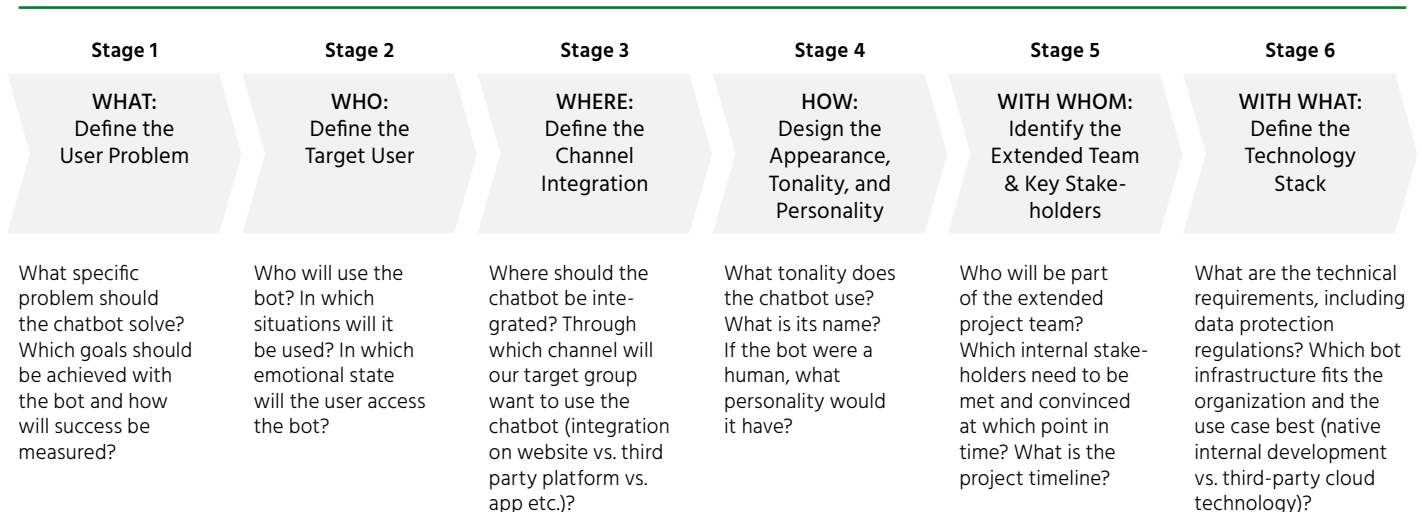 Stage 1
Stage 2
Stage 3
Stage 4
Stage 5
Stage 6
WHAT:
Define the
User Problem
WHO:
Define the
Target User
WHERE:
Define the
Channel
Integration
HOW:
Design the
Appearance,
Tonality, and
Personality
WITH WHOM:
Identify the
Extended Team
& Key Stake-
holders
WITH WHAT:
Define the
Technology
Stack
What specific
problem should
the chatbot solve?
Which goals should
be achieved with
the bot and how
will success be
measured?
Who will use the
bot? In which
situations will it
be used? In which
emotional state
will the user access
the bot?
Where should the
chatbot be inte-
grated? Through
which channel will
our target group
want to use the
chatbot (integration
on website vs. third
party platform vs.
app etc.)?
What tonality does
the chatbot use?
What is its name?
If the bot were a
human, what
personality would
it have?
Who will be part
of the extended
project team?
Which internal stake-
holders need to be
met and convinced
at which point in
time? What is the
project timeline?
What are the technical
requirements, including
data protection
regulations? Which bot
infrastructure fits the
organization and the
use case best (native
internal development
vs. third-party cloud
technology)?